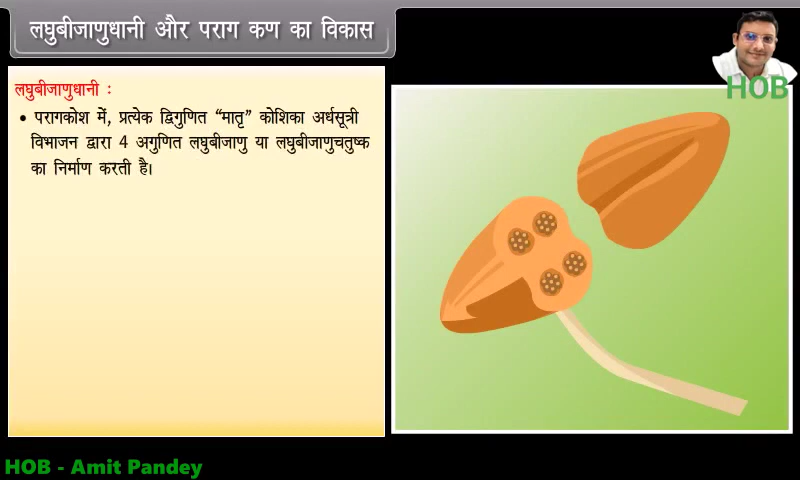 लघुबीजाणुधानी और पराग कण का विकास
HOB
लघुबीजाणुधानी :
• परागकोश में, प्रत्येक द्विगुणित “मातृ” कोशिका अर्धसूत्री
विभाजन द्वारा 4 अगुणित लघुबीजाणु या लघुबीजाणुचतुष्क
का निर्माण करती है।
HOB - Amit Pandey